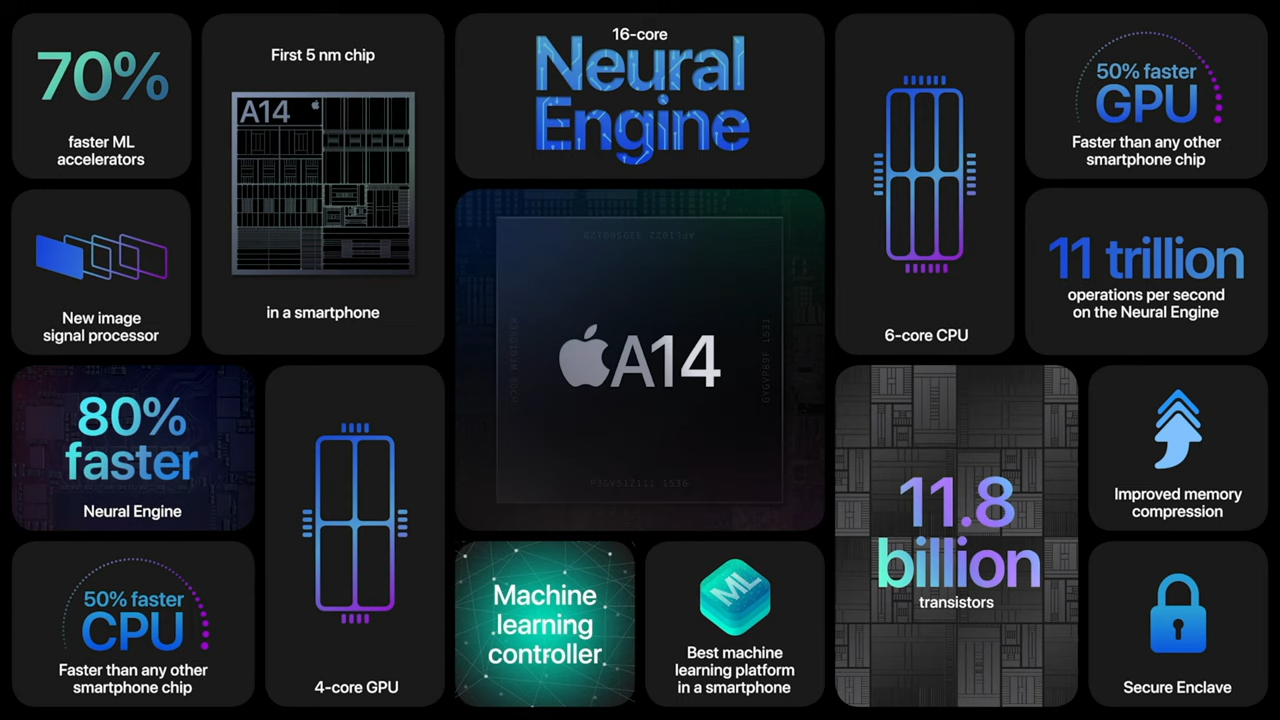 70%
faster ML
accelerators
First 5 nm chip
A14
in a smartphone
16-core
Neural
Engine
6-core CPU
50% faster
GPU
Faster than any other
smartphone chip
New image
signal processor
A14
11 trillion
operations per second
on the Neural Engine
80%
faster
Neural Engine
4-core GPU
11.8
billion
transistors
Improved memory
compression
50% faster
CPU
Faster than any other
smartphone chip
Machine
learning
controller
ML
Best machine
learning platform
in a smartphone
Secure Enclave